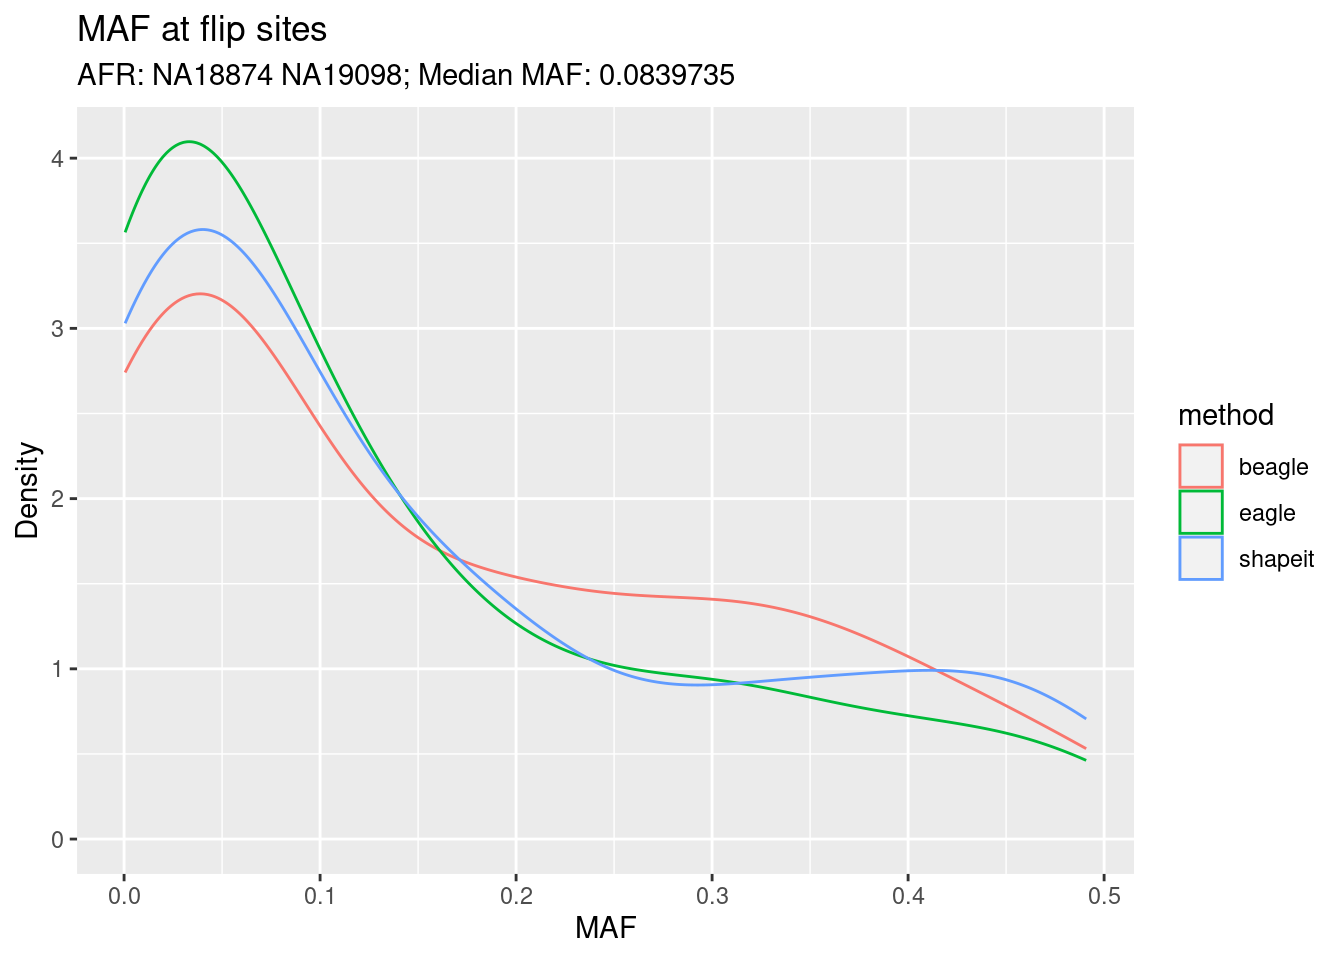 MAF at flip sites
AFR: NA18874 NA19098; Median MAF: 0.0839735
4
3
2
1
0
Density
0.0 0.1 0.2 0.3 0.4 0.5
MAF
method
beagle
eagle
shapeit